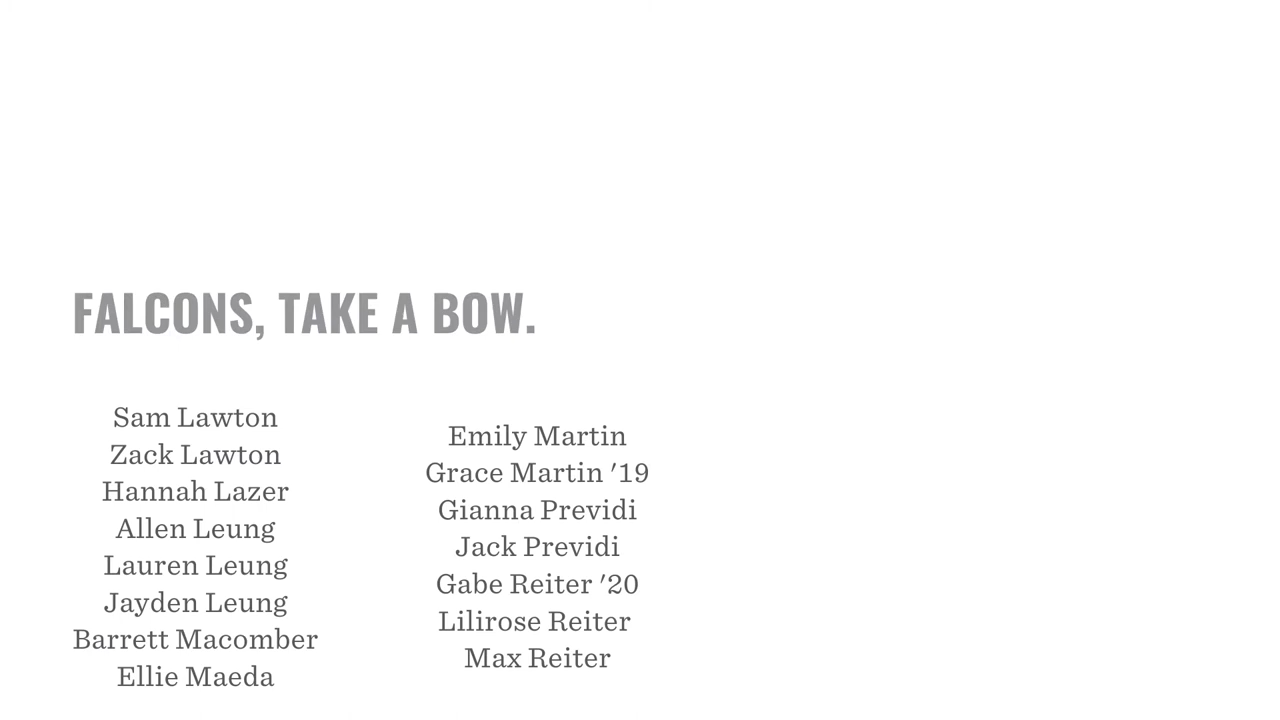 FALCONS, TAKE A BOW.
Sam Lawton
Zack Lawton
Hannah Lazer
Allen Leung
Lauren Leung
Jayden Leung
Barrett Macomber
Ellie Maeda
Emily Martin
Grace Martin '19
Gianna Previdi
Jack Previdi
Gabe Reiter '20
Lilirose Reiter
Max Reiter